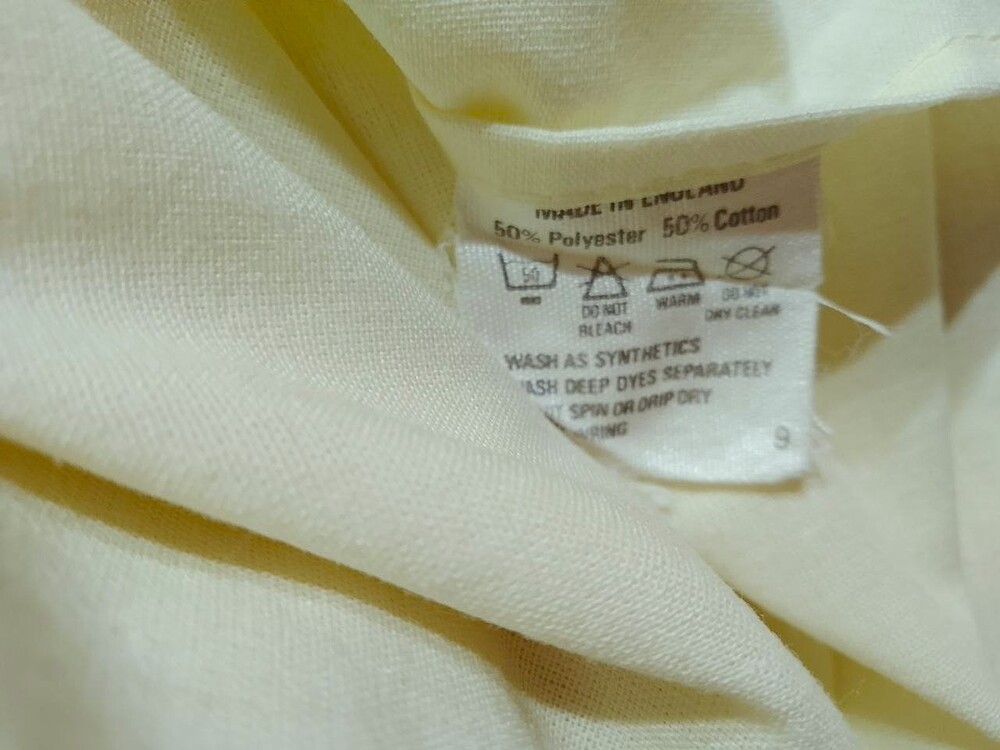 MADE IN ENGLAND
50% Polyester 50% Cotton
50
DO NOT BLEACH
WARM
DO NOT DRY CLEAN
WASH AS SYNTHETICS
WASH DEEP DYES SEPARATELY
SPIN OR DRIP DRY
9